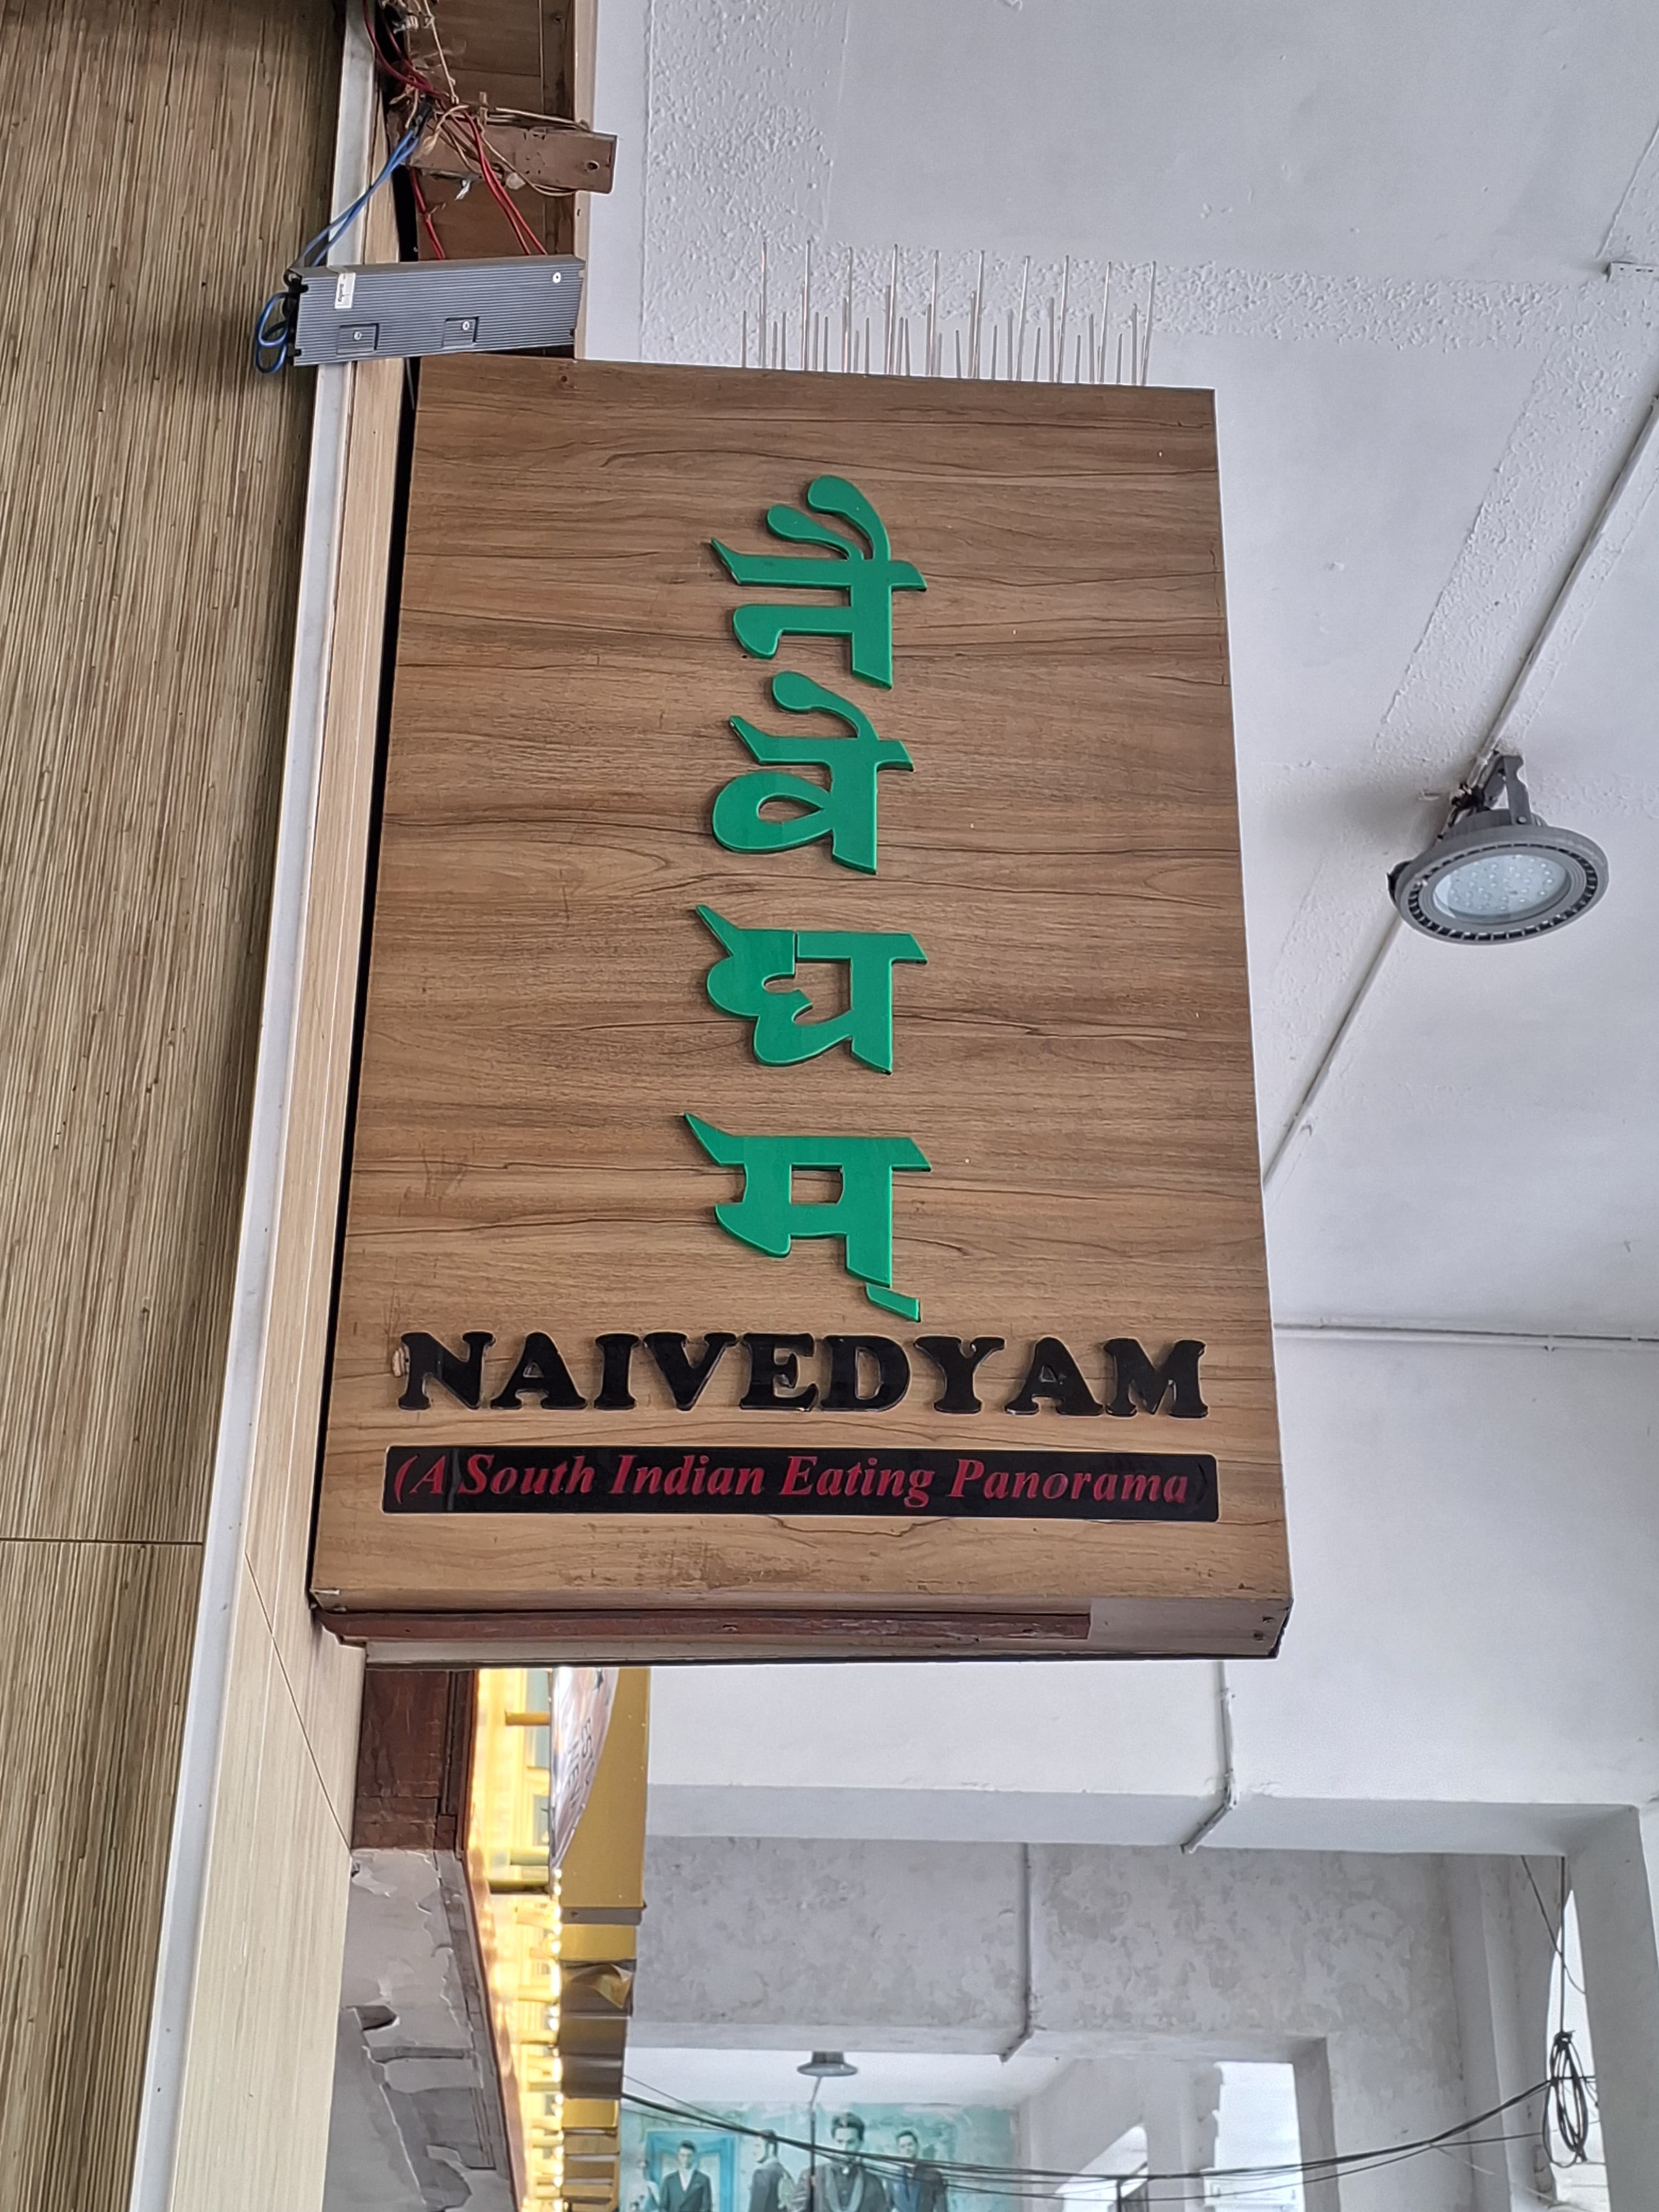 नै
वे
द्य
म्
NAIVEDYAM
(A South Indian Eating Panorama)